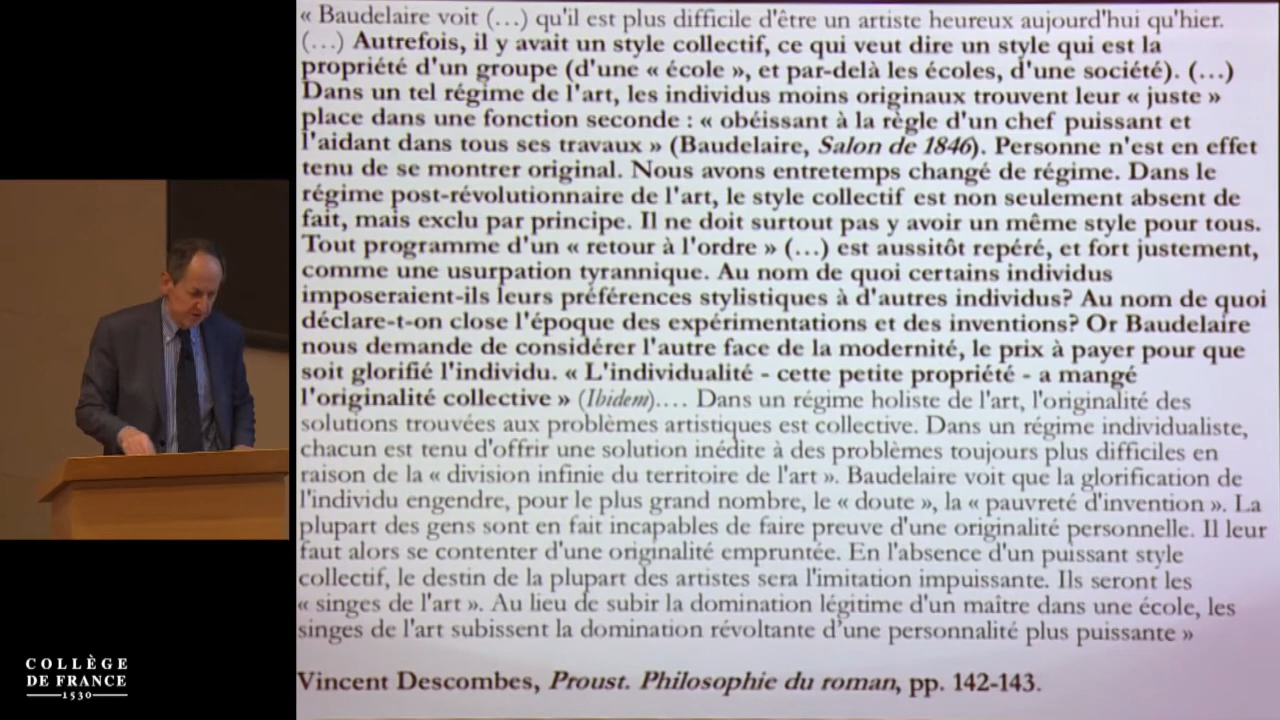 « Baudelaire voit (…) qu'il est plus difficile d'être un artiste heureux aujourd'hui qu'hier.
(…) Autrefois, il y avait un style collectif, ce qui veut dire un style qui est la
propriété d'un groupe (d'une « école », et par-delà les écoles, d'une société). (…)
Dans un tel régime de l'art, les individus moins originaux trouvent leur « juste »
place dans une fonction seconde : « obéissant à la règle d'un chef puissant et
l'aidant dans tous ses travaux » (Baudelaire, Salon de 1846). Personne n'est en effet
tenu de se montrer original. Nous avons entretemps changé de régime. Dans le
régime post-révolutionnaire de l'art, le style collectif est non seulement absent de
fait, mais exclu par principe. Il ne doit surtout pas y avoir un même style pour tous.
Tout programme d'un « retour à l'ordre » (…) est aussitôt repéré, et fort justement,
comme une usurpation tyrannique. Au nom de quoi certains individus
imposeraient-ils leurs préférences stylistiques à d'autres individus? Au nom de quoi
déclare-t-on close l'époque des expérimentations et des inventions? Or Baudelaire
nous demande de considérer l'autre face de la modernité, le prix à payer pour que
soit glorifié l'individu. « L'individualité - cette petite propriété - a mangé
l'originalité collective » (Ibidem)…. Dans un régime holiste de l'art, l'originalité des
solutions trouvées aux problèmes artistiques est collective. Dans un régime individualiste,
chacun est tenu d'offrir une solution inédite à des problèmes toujours plus difficiles en
raison de la « division infinie du territoire de l'art ». Baudelaire voit que la glorification de
l'individu engendre, pour le plus grand nombre, le « doute », la « pauvreté d'invention ». La
plupart des gens sont en fait incapables de faire preuve d'une originalité personnelle. Il leur
faut alors se contenter d'une originalité empruntée. En l'absence d'un puissant style
collectif, le destin de la plupart des artistes sera l'imitation impuissante. Ils seront les
« singes de l'art ». Au lieu de subir la domination légitime d'un maître dans une école, les
singes de l'art subissent la domination révoltante d'une personnalité plus puissante »
Vincent Descombes, Proust. Philosophie du roman, pp. 142-143.
COLLÈGE
DE FRANCE
1530